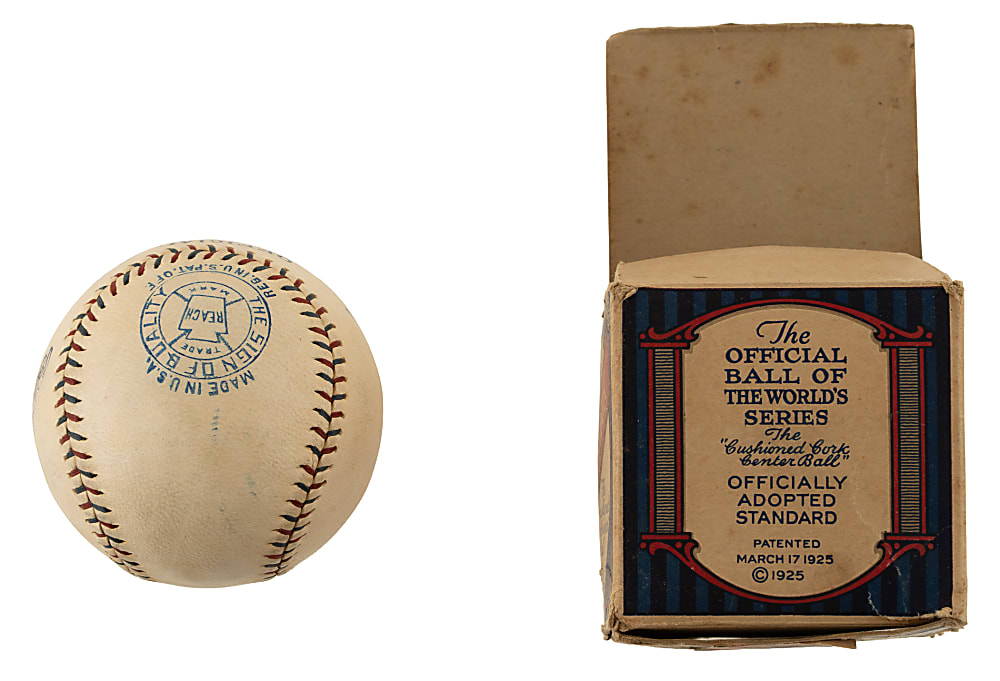 MADE IN U.S.A.
THE SIGN OF QUALITY
TRADE
REACH
MARK
REG. IN U.S. PAT. OFF.
The
OFFICIAL
BALL OF
THE WORLD'S
SERIES
The
"Cushioned Cork
Center Ball"
OFFICIALLY
ADOPTED
STANDARD
PATENTED
MARCH 17 1925
© 1925